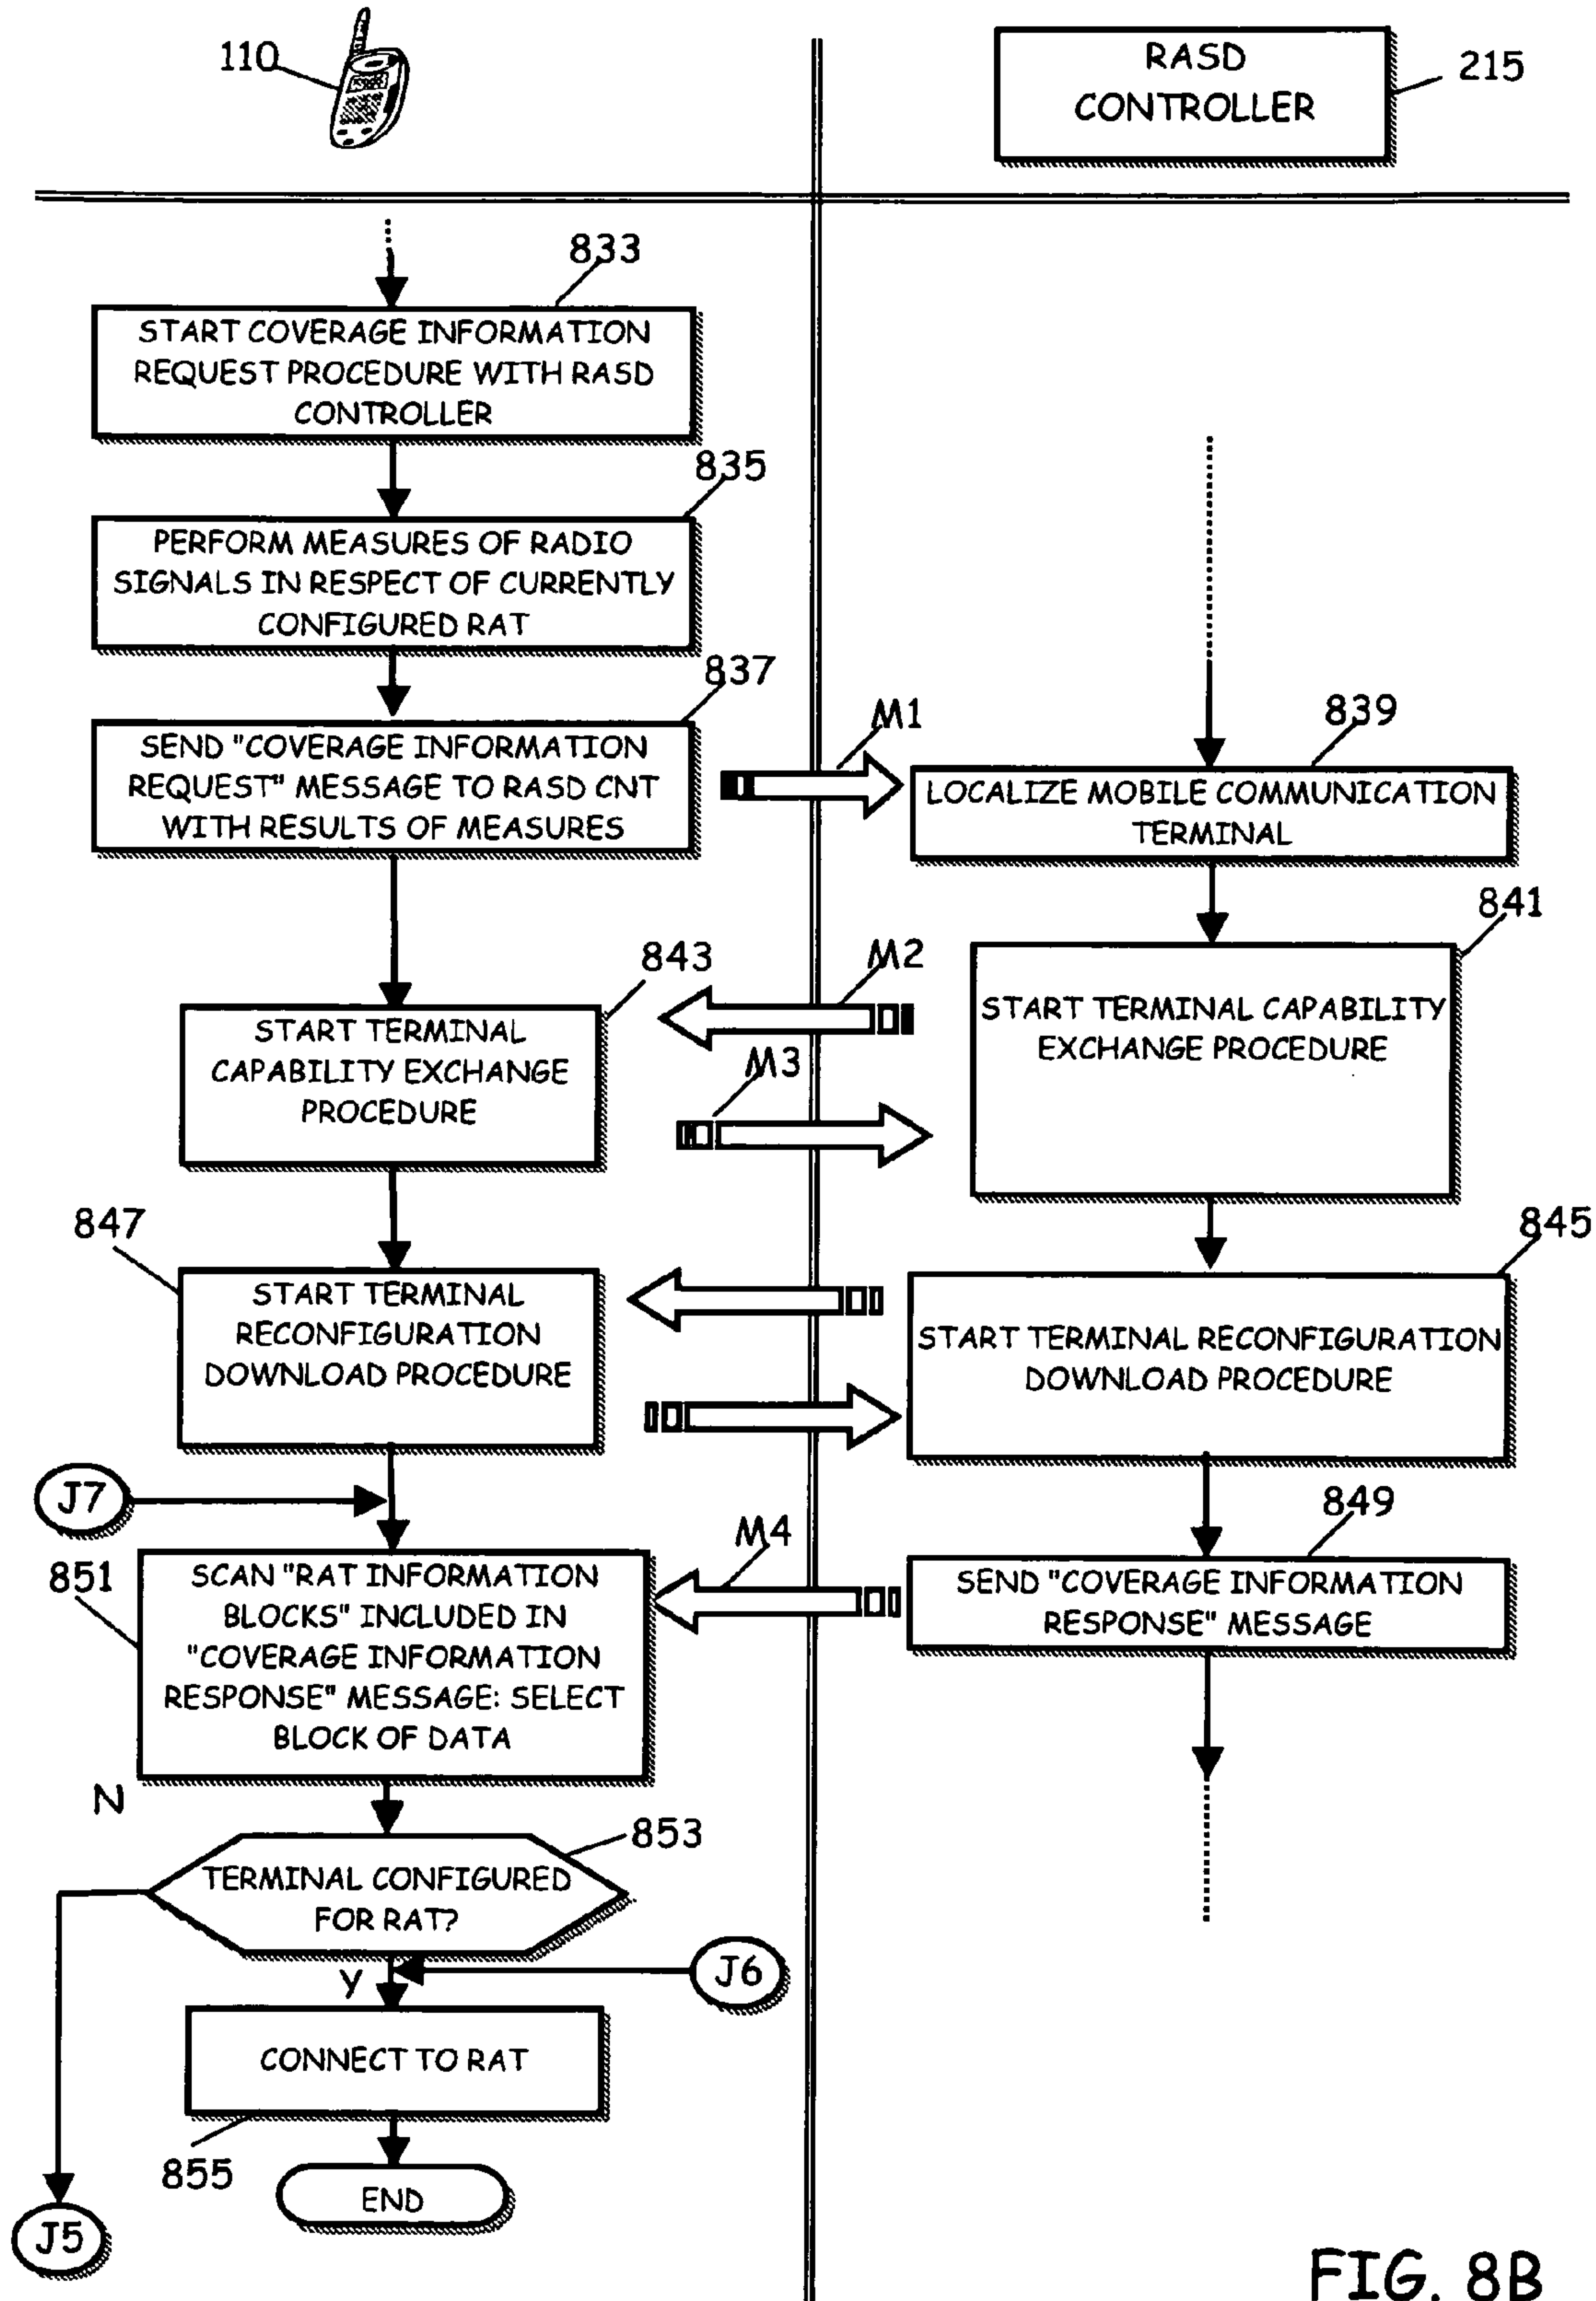 110
RASD
CONTROLLER
215
833
START COVERAGE INFORMATION
REQUEST PROCEDURE WITH RASD
CONTROLLER
835
PERFORM MEASURES OF RADIO
SIGNALS IN RESPECT OF CURRENTLY
CONFIGURED RAT
837
SEND "COVERAGE INFORMATION
REQUEST" MESSAGE TO RASD CNT
WITH RESULTS OF MEASURES
M1
839
LOCALIZE MOBILE COMMUNICATION
TERMINAL
841
START TERMINAL CAPABILITY
EXCHANGE PROCEDURE
M2
843
START TERMINAL
CAPABILITY EXCHANGE
PROCEDURE
M3
847
START TERMINAL
RECONFIGURATION
DOWNLOAD PROCEDURE
845
START TERMINAL RECONFIGURATION
DOWNLOAD PROCEDURE
J7
849
SEND "COVERAGE INFORMATION
RESPONSE" MESSAGE
M4
851
SCAN "RAT INFORMATION
BLOCKS" INCLUDED IN
"COVERAGE INFORMATION
RESPONSE" MESSAGE: SELECT
BLOCK OF DATA
N
853
TERMINAL CONFIGURED
FOR RAT?
J6
Y
CONNECT TO RAT
855
END
J5
FIG. 8B